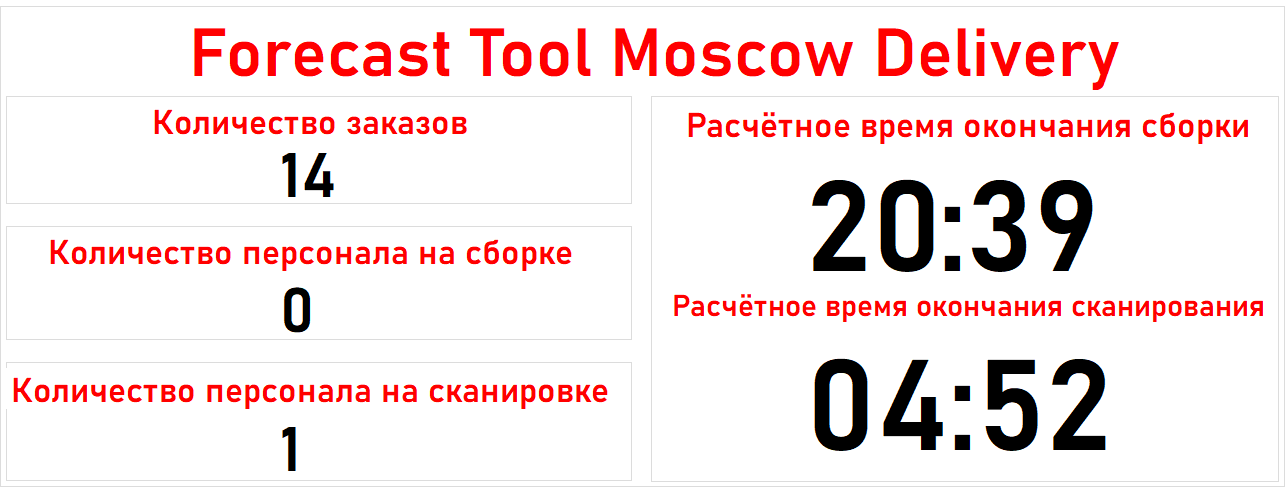 Forecast Tool Moscow Delivery
Количество заказов
14
Количество персонала на сборке
0
Количество персонала на сканировке
1
Расчётное время окончания сборки
20:39
Расчётное время окончания сканирования
04:52